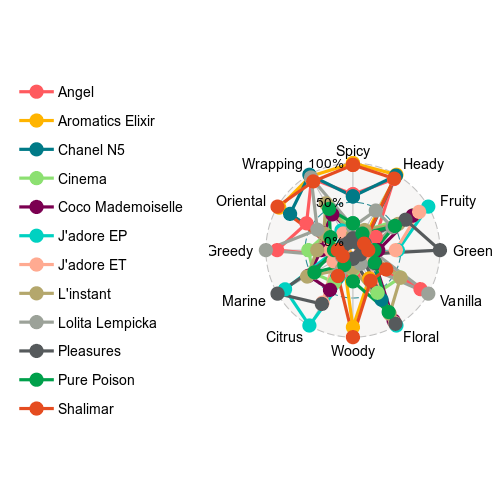 Angel
Aromatics Elixir
Chanel N5
Cinema
Coco Mademoiselle
J'adore EP
J'adore ET
L'instant
Lolita Lempicka
Pleasures
Pure Poison
Shalimar
Spicy
Wrapping
100%
Heady
Oriental
50%
Fruity
0%
Greedy
Green
Marine
Vanilla
Citrus
Floral
Woody